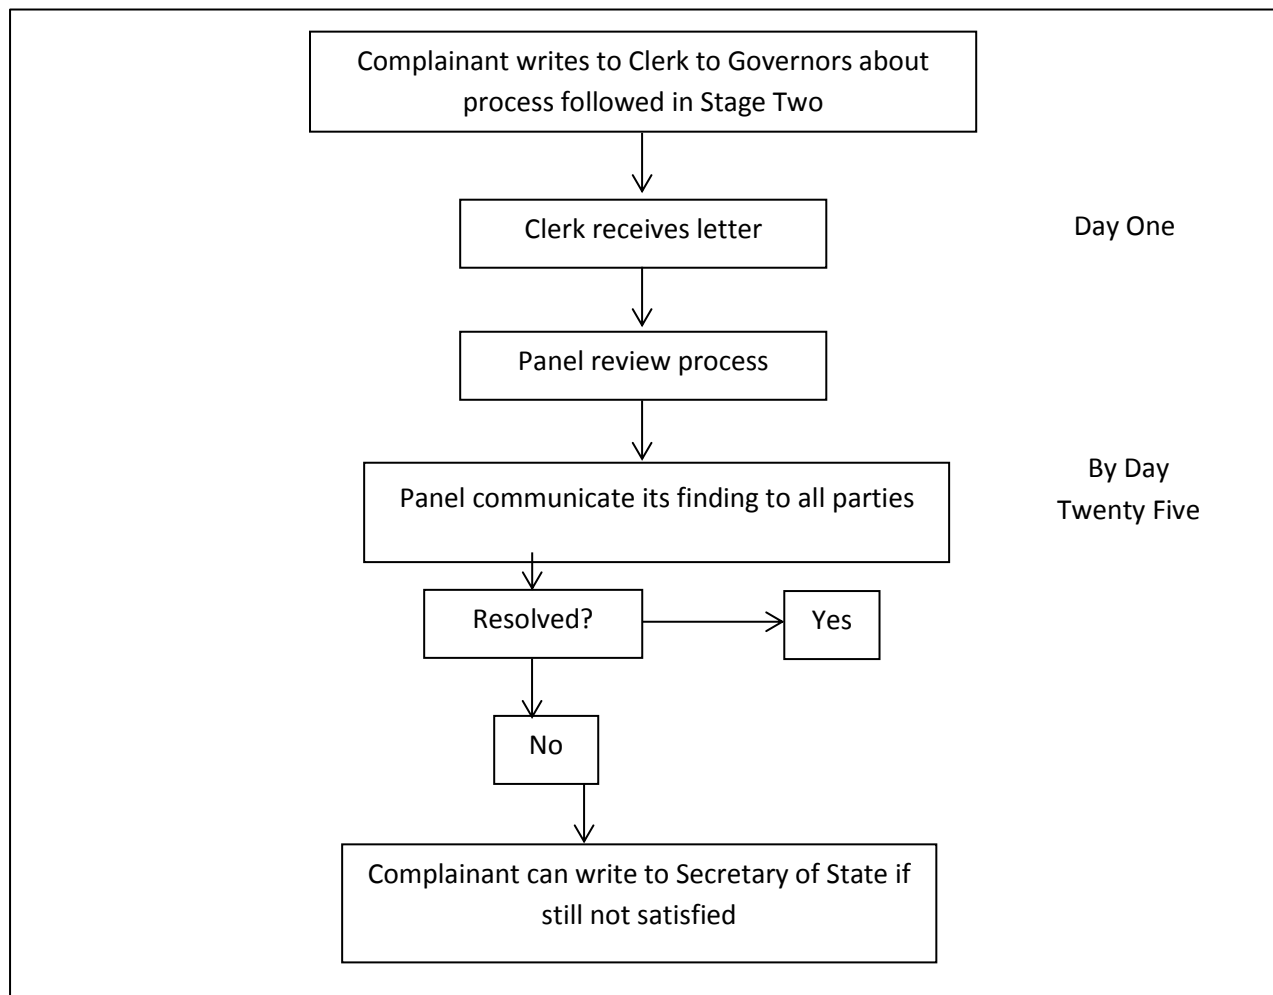 Complainant writes to Clerk to Governors about
process followed in Stage Two
Clerk receives letter
Day One
Panel review process
Panel communicate its finding to all parties
By Day
Twenty Five
Resolved?
Yes
No
Complainant can write to Secretary of State if
still not satisfied